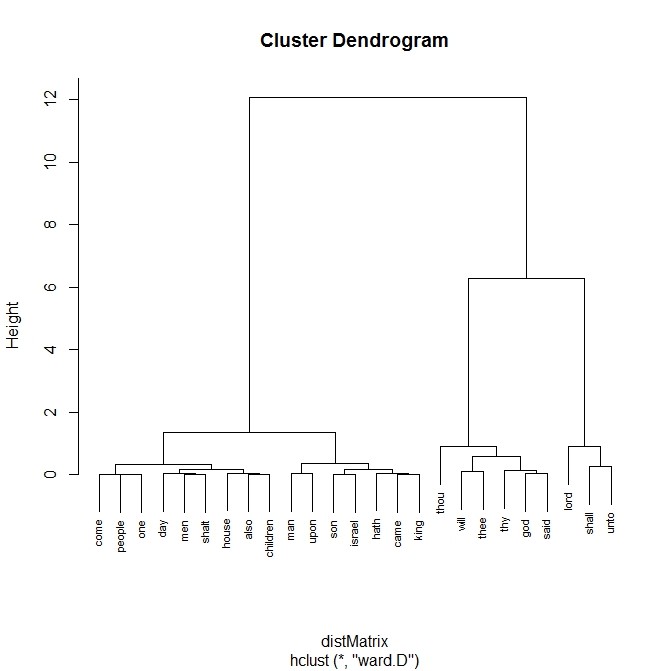 Cluster Dendrogram
Height
12
10
8
6
4
2
0
come
people
one
day
men
shalt
house
also
children
man
upon
son
israel
hath
came
king
thou
will
thee
thy
god
said
lord
shall
unto
distMatrix
hclust (*, "ward.D")